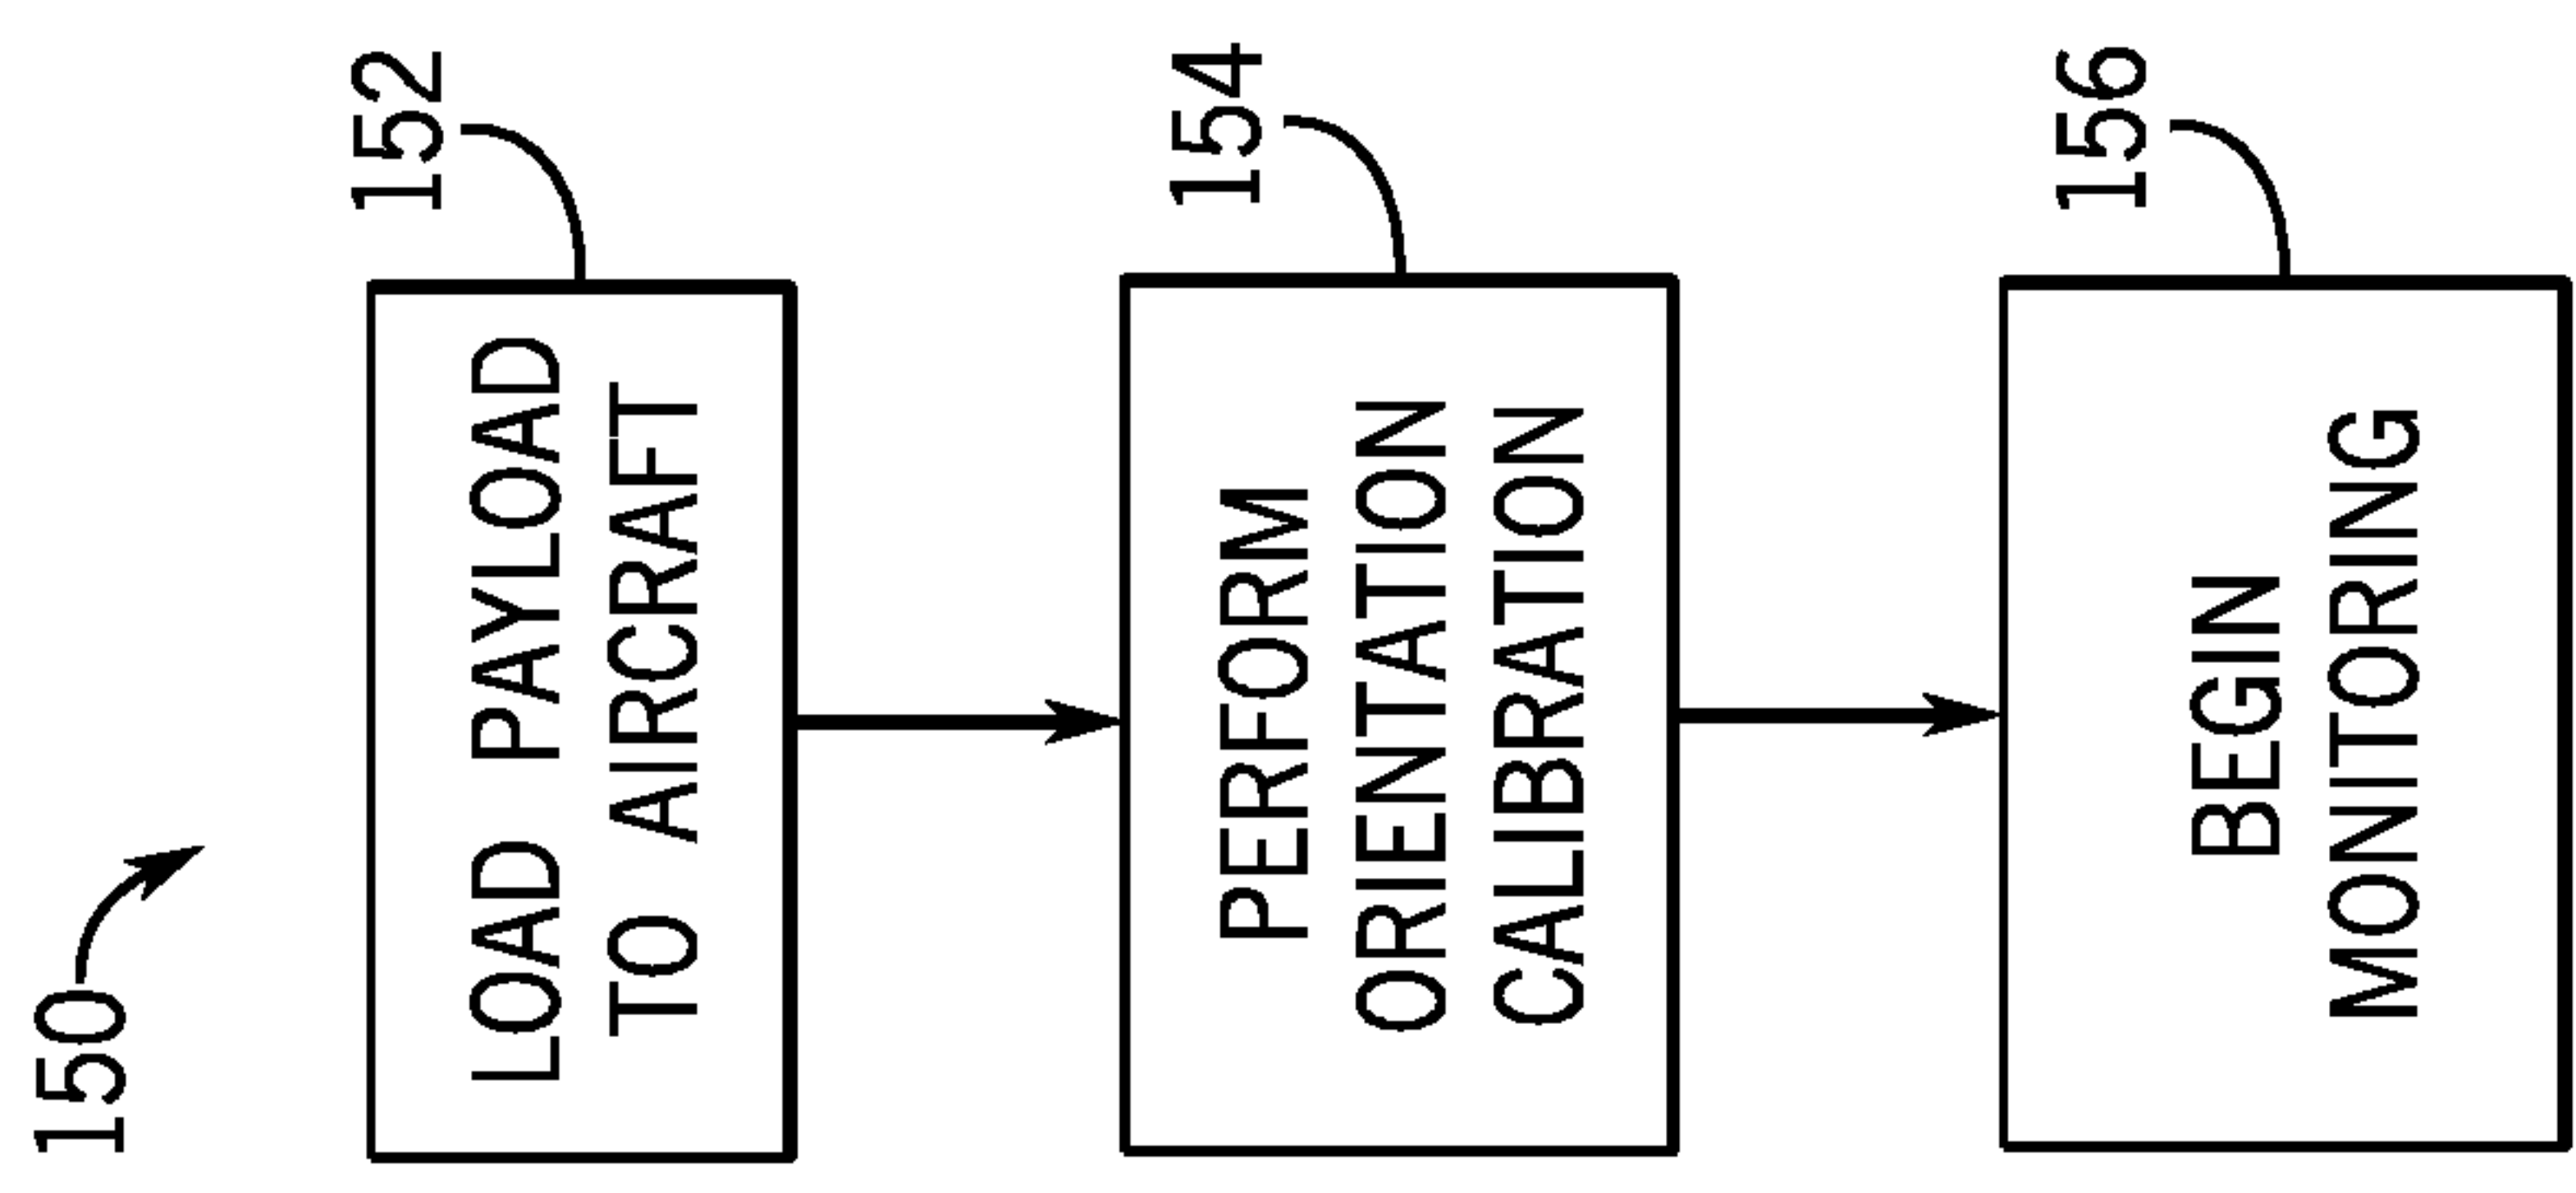 150
152
LOAD PAYLOAD
TO AIRCRAFT
154
PERFORM
ORIENTATION
CALIBRATION
156
BEGIN
MONITORING